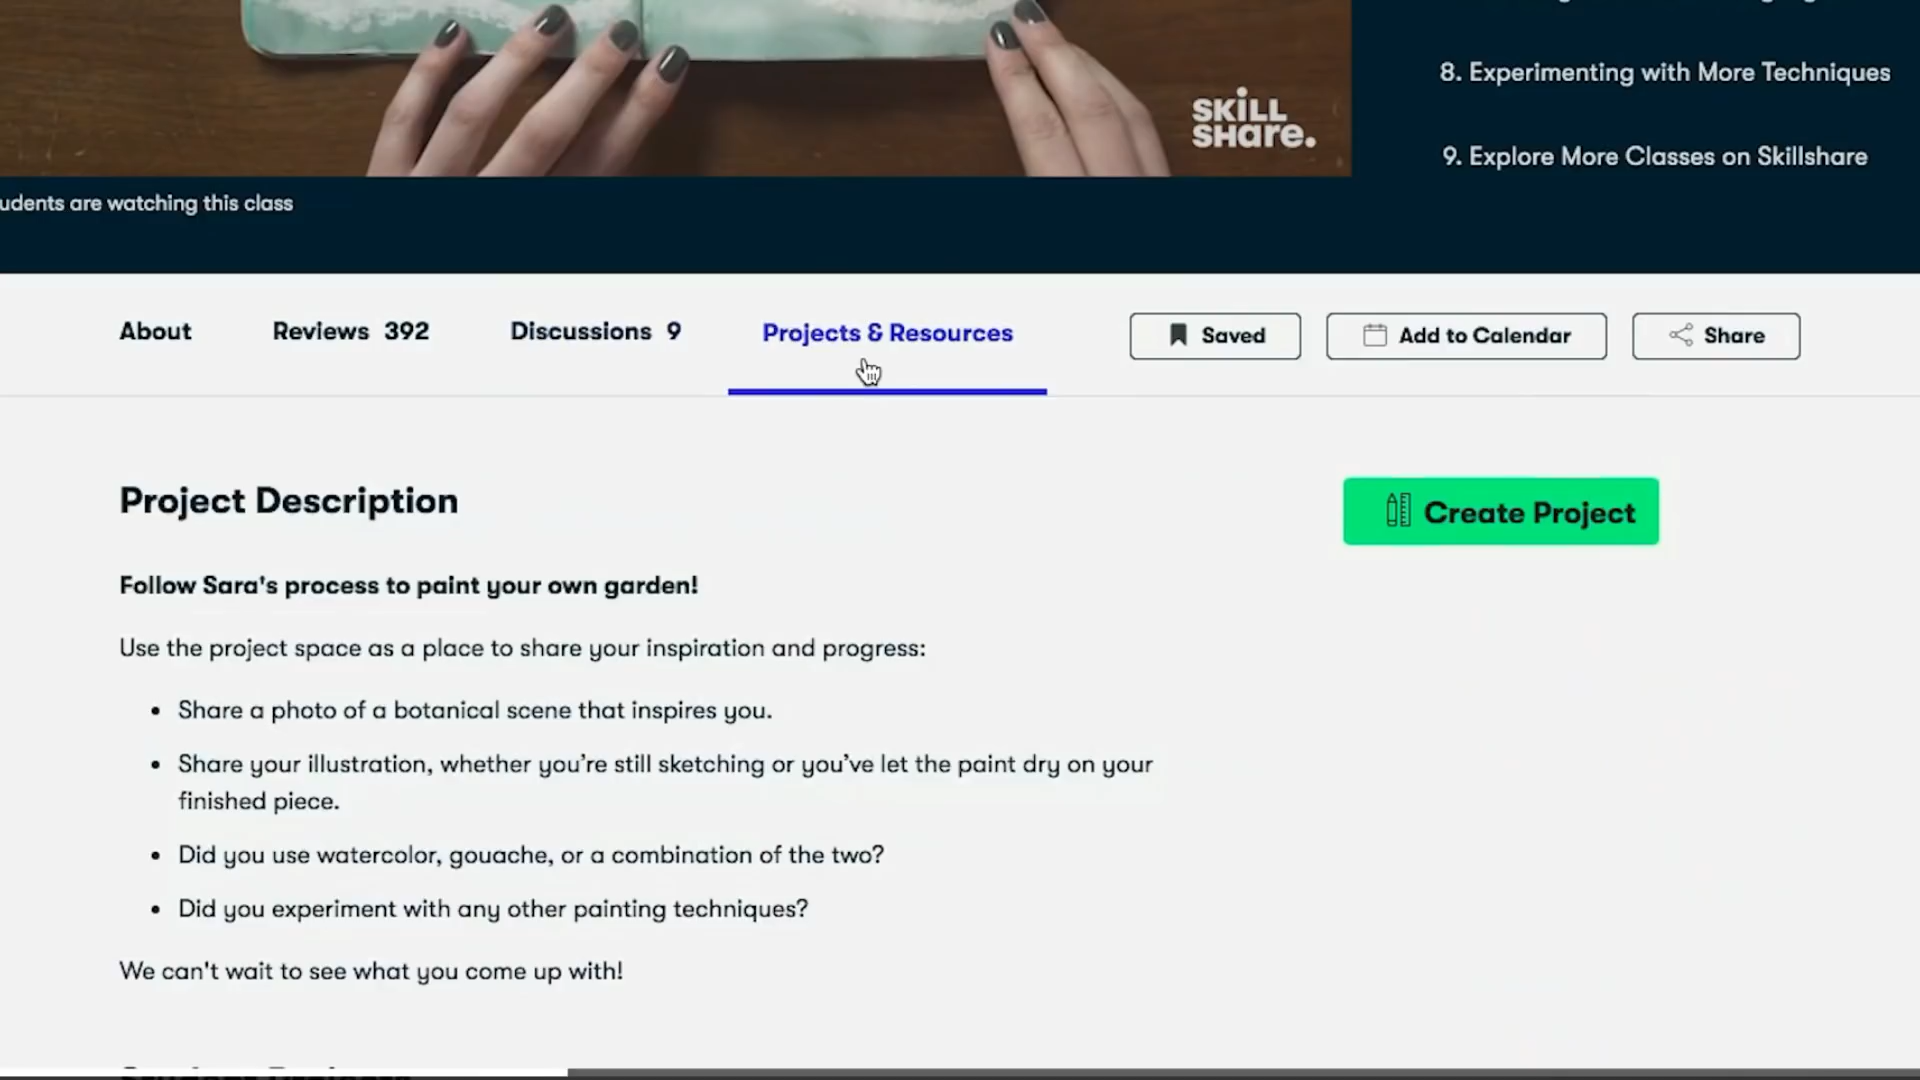 8. Experimenting with More Techniques
SKILL
SHare.
9. Explore More Classes on Skillshare
are watching this class
About
Reviews 392
Discussions 9
Projects & Resources
Saved
Add to Calendar
Share
Project Description
Create Project
Follow Sara's process to paint your own garden!
Use the project space as a place to share your inspiration and progress:
• Share a photo of a botanical scene that inspires you.
• Share your illustration, whether you’re still sketching or you’ve let the paint dry on your
finished piece.
• Did you use watercolor, gouache, or a combination of the two?
• Did you experiment with any other painting techniques?
We can't wait to see what you come up with!